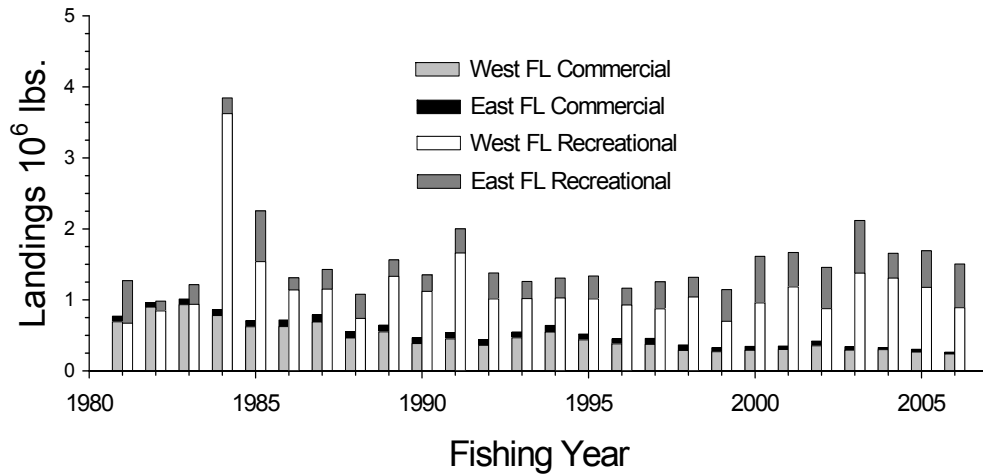 Landings 10⁶ lbs.
5
4
3
2
1
0
West FL Commercial
East FL Commercial
West FL Recreational
East FL Recreational
1980 1985 1990 1995 2000 2005
Fishing Year